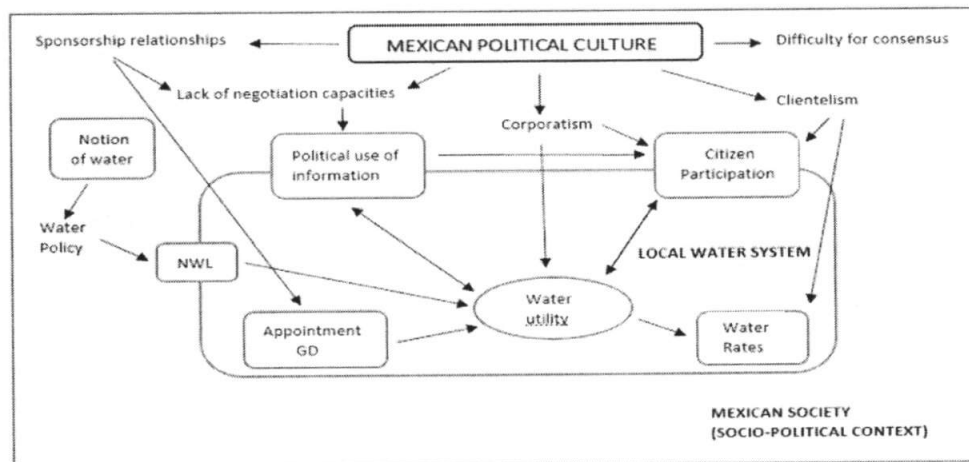 Sponsorship relationships
MEXICAN POLITICAL CULTURE
Difficulty for consensus
Lack of negotiation capacities
Clientelism
Corporatism
Notion
of water
Political use of
information
Citizen
Participation
Water
Policy
NWL
LOCAL WATER SYSTEM
Water
utility
Appointment
GD
Water
Rates
MEXICAN SOCIETY
(SOCIO-POLITICAL CONTEXT)